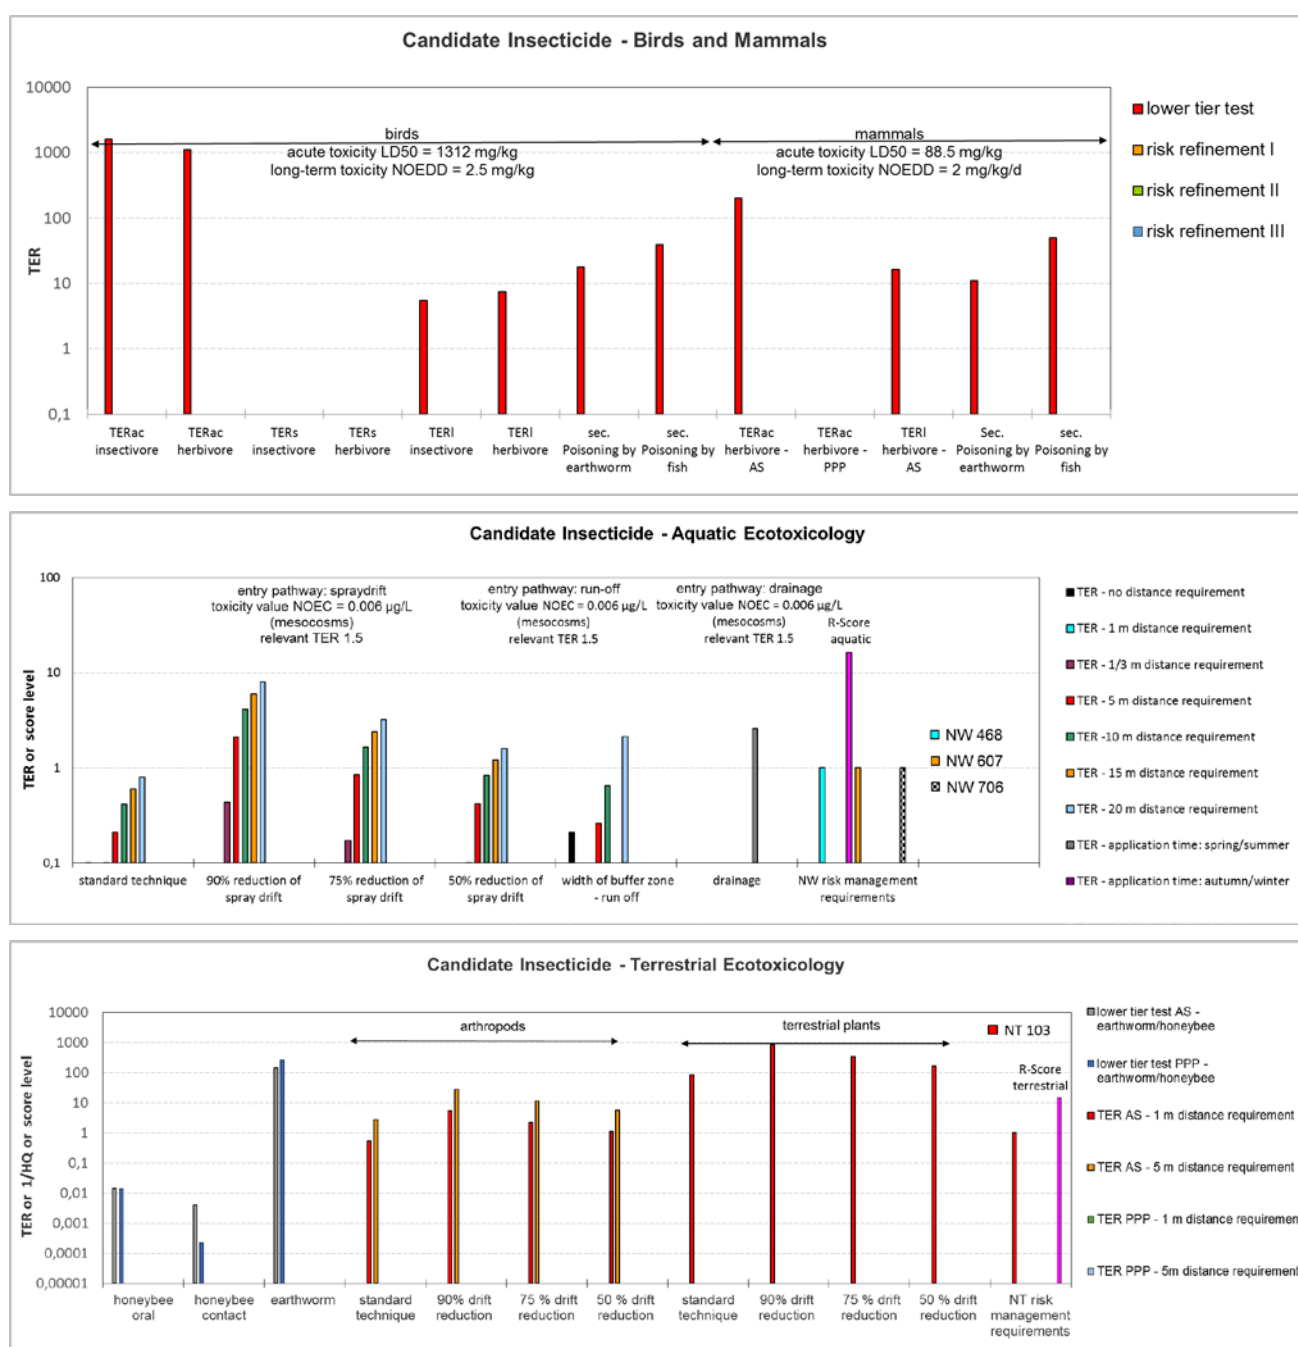 Candidate Insecticide - Birds and Mammals
TER
10000
1000
100
10
1
0,1
birds
acute toxicity LD50 = 1312 mg/kg
long-term toxicity NOEDD = 2.5 mg/kg
mammals
acute toxicity LD50 = 88.5 mg/kg
long-term toxicity NOEDD = 2 mg/kg/d
lower tier test
risk refinement I
risk refinement II
risk refinement III
TERac
insectivore
TERac
herbivore
TERs
insectivore
TERs
herbivore
TERl
insectivore
TERl
herbivore
sec.
Poisoning by
earthworm
sec.
Poisoning by
fish
TERac
herbivore -
AS
TERac
herbivore -
PPP
TERl
herbivore -
AS
Sec.
Poisoning by
earthworm
sec.
Poisoning by
fish
Candidate Insecticide - Aquatic Ecotoxicology
TER or score level
100
10
1
0,1
entry pathway: spraydrift
toxicity value NOEC = 0.006 µg/L
(mesocosms)
relevant TER 1.5
entry pathway: run-off
toxicity value NOEC = 0.006 µg/L
(mesocosms)
relevant TER 1.5
entry pathway: drainage
toxicity value NOEC = 0.006 µg/L
(mesocosms)
relevant TER 1.5
R-Score
aquatic
NW 468
NW 607
NW 706
TER - no distance requirement
TER - 1 m distance requirement
TER - 1/3 m distance requirement
TER - 5 m distance requirement
TER -10 m distance requirement
TER - 15 m distance requirement
TER - 20 m distance requirement
TER - application time: spring/summer
TER - application time: autumn/winter
standard technique
90% reduction of
spray drift
75% reduction of
spray drift
50% reduction of
spray drift
width of buffer zone
- run off
drainage
NW risk management
requirements
Candidate Insecticide - Terrestrial Ecotoxicology
TER or 1/HQ or score level
10000
1000
100
10
1
0,1
0,01
0,001
0,0001
0,00001
arthropods
terrestrial plants
NT 103
R-Score
terrestrial
lower tier test AS -
earthworm/honeybee
lower tier test PPP -
earthworm/honeybee
TER AS - 1 m distance requirement
TER AS - 5 m distance requirement
TER PPP - 1 m distance requirement
TER PPP - 5m distance requirement
honeybee
oral
honeybee
contact
earthworm
standard
technique
90% drift
reduction
75 % drift
reduction
50 % drift
reduction
standard
technique
90% drift
reduction
75 % drift
reduction
50 % drift
reduction
NT risk
management
requirements